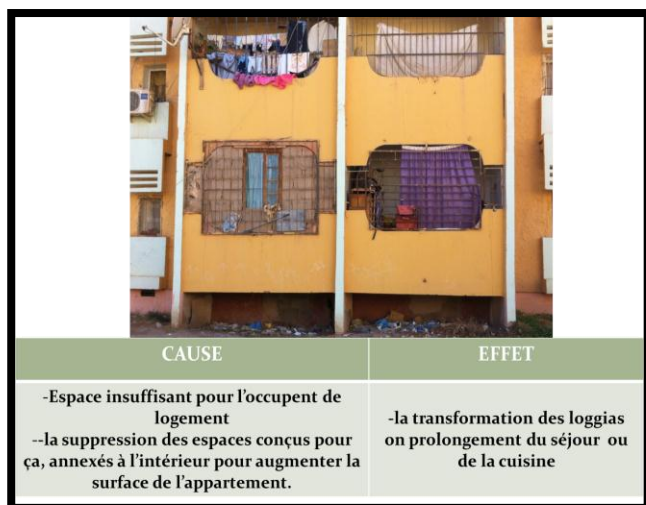 CAUSE
EFFET
-Espace insuffisant pour l’occupent de
logement
--la suppression des espaces conçus pour
ça, annexés à l’intérieur pour augmenter la
surface de l’appartement.
-la transformation des loggias
on prolongement du séjour ou
de la cuisine